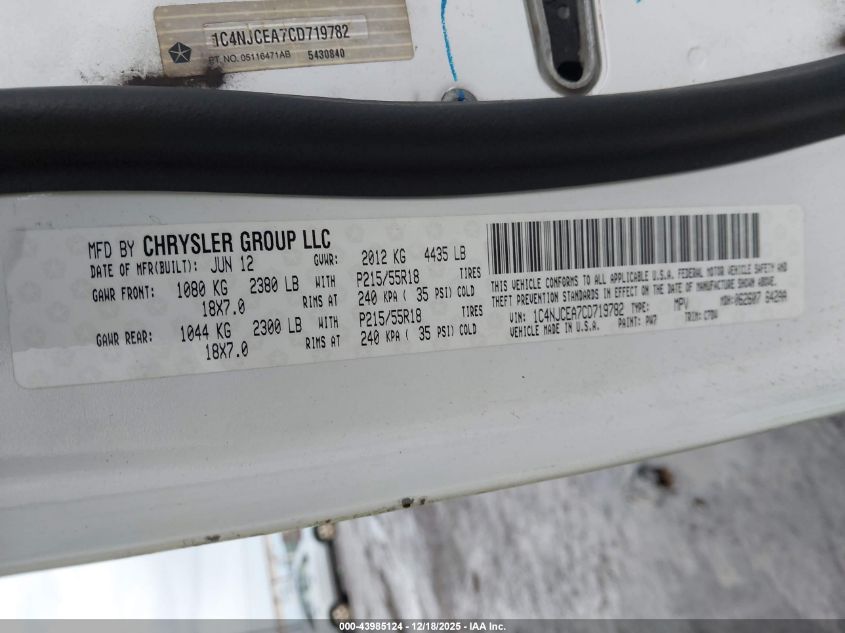 1C4NJCEA7CD719782
PT. NO. 05116471AB 5430840
MFD BY CHRYSLER GROUP LLC
DATE OF MFR(BUILT): JUN 12 GVWR: 2012 KG 4435 LB
GAWR FRONT: 1080 KG 2380 LB WITH P215/55R18 TIRES
18X7.0 RIMS AT 240 KPA ( 35 PSI) COLD
GAWR REAR: 1044 KG 2300 LB WITH P215/55R18 TIRES
18X7.0 RIMS AT 240 KPA ( 35 PSI) COLD
THIS VEHICLE CONFORMS TO ALL APPLICABLE U.S.A. FEDERAL MOTOR VEHICLE SAFETY AND
THEFT PREVENTION STANDARDS IN EFFECT ON THE DATE OF MANUFACTURE SHOWN ABOVE.
VIN: 1C4NJCEA7CD719782 TYPE: MPV MDH: 062607
VEHICLE MADE IN U.S.A. PAINT: PW7 TRIM:
000-43985124 - 12/18/2025 - IAA Inc.